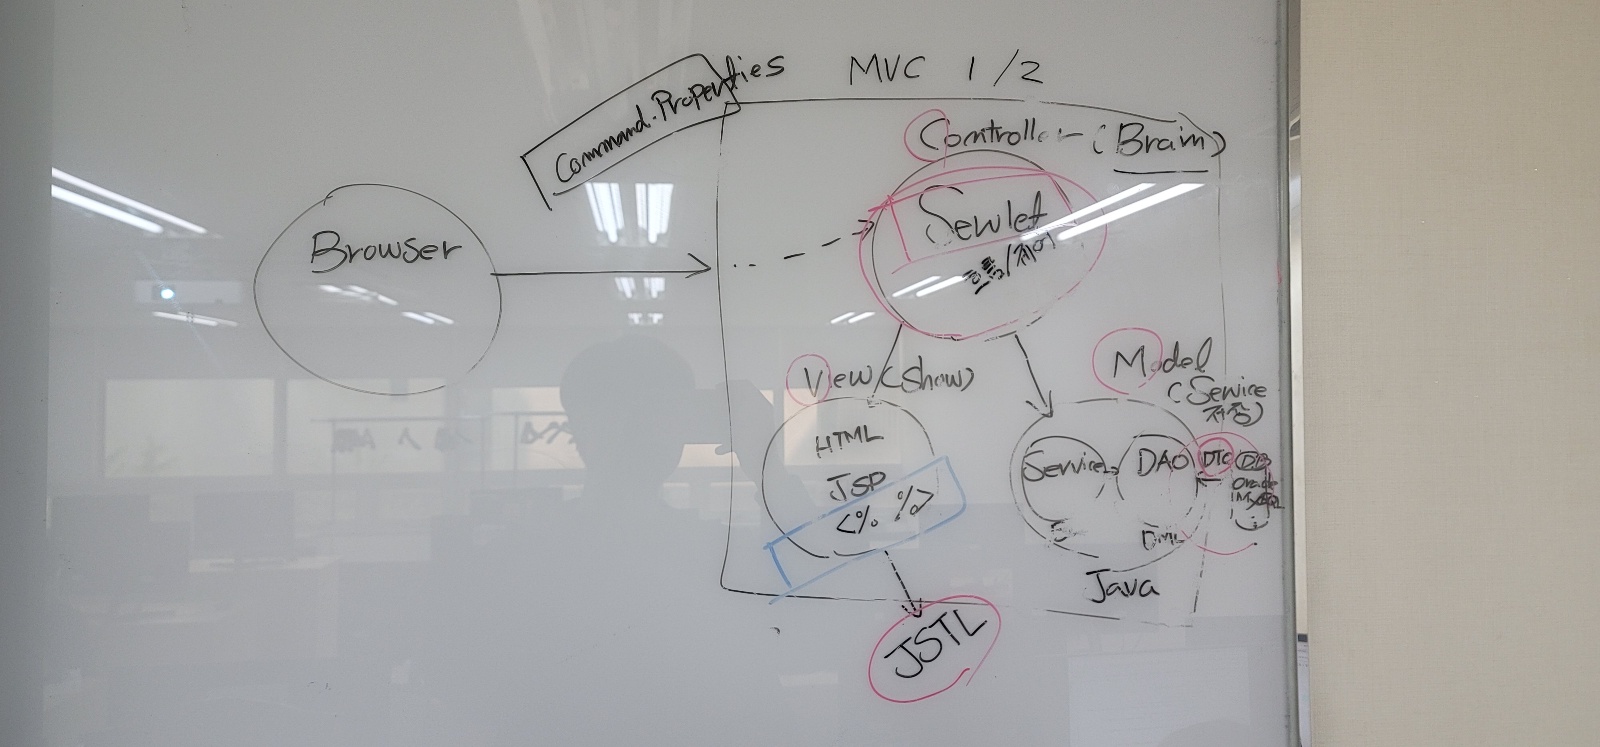 Command.Properties
MVC 1/2
Controller (Brain)
Browser
Servlet
흐름/제어
View (Show)
Model
(Service
저장)
HTML
JSP
<% %>
Service
DAO
DTO
DB
Oracle
MySQL
DML
Java
JSTL